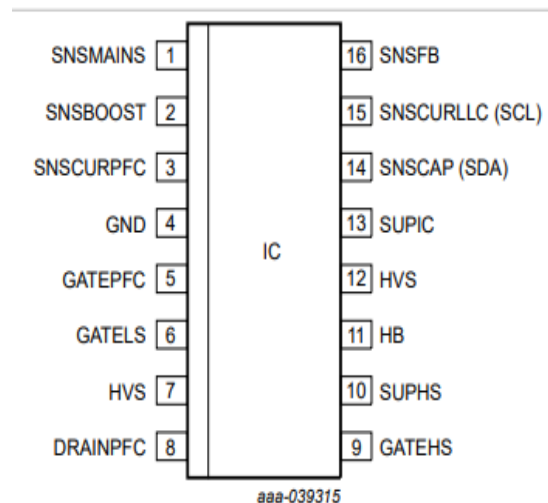 SNSMAINS 1 16 SNSFB
SNSBOOST 2 15 SNSCURLLC (SCL)
SNSCURPFC 3 14 SNSCAP (SDA)
GND 4 13 SUPIC
IC
GATEPFC 5 12 HVS
GATELS 6 11 HB
HVS 7 10 SUPHS
DRAINPFC 8 9 GATEHS
aaa-039315